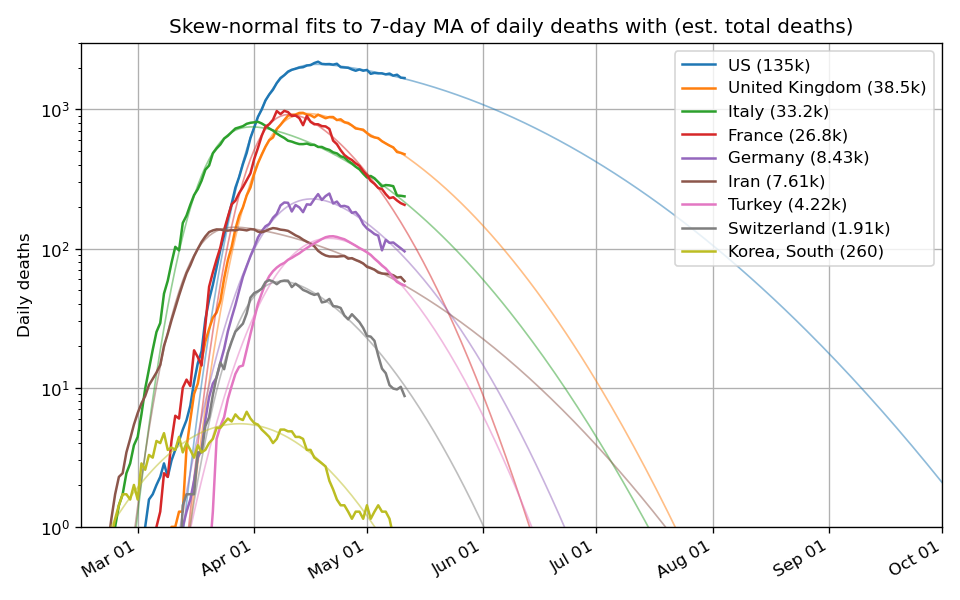 Skew-normal fits to 7-day MA of daily deaths with (est. total deaths)
Daily deaths
10³
10²
10¹
10⁰
US (135k)
United Kingdom (38.5k)
Italy (33.2k)
France (26.8k)
Germany (8.43k)
Iran (7.61k)
Turkey (4.22k)
Switzerland (1.91k)
Korea, South (260)
Mar 01
Apr 01
May 01
Jun 01
Jul 01
Aug 01
Sep 01
Oct 01